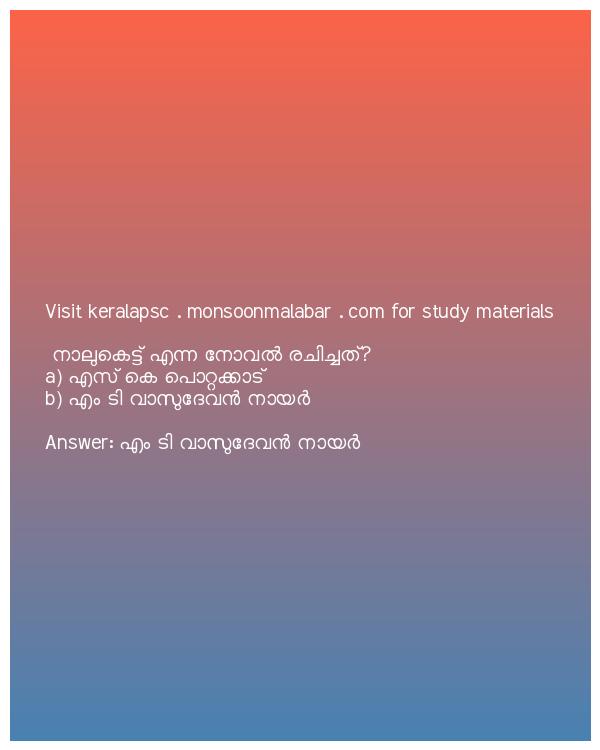 Visit keralapsc . monsoonmalabar . com for study materials
നാലുകെട്ട് എന്ന നോവൽ രചിച്ചത്?
a) എസ് കെ പൊറ്റക്കാട്
b) എം ടി വാസുദേവൻ നായർ
Answer: എം ടി വാസുദേവൻ നായർ